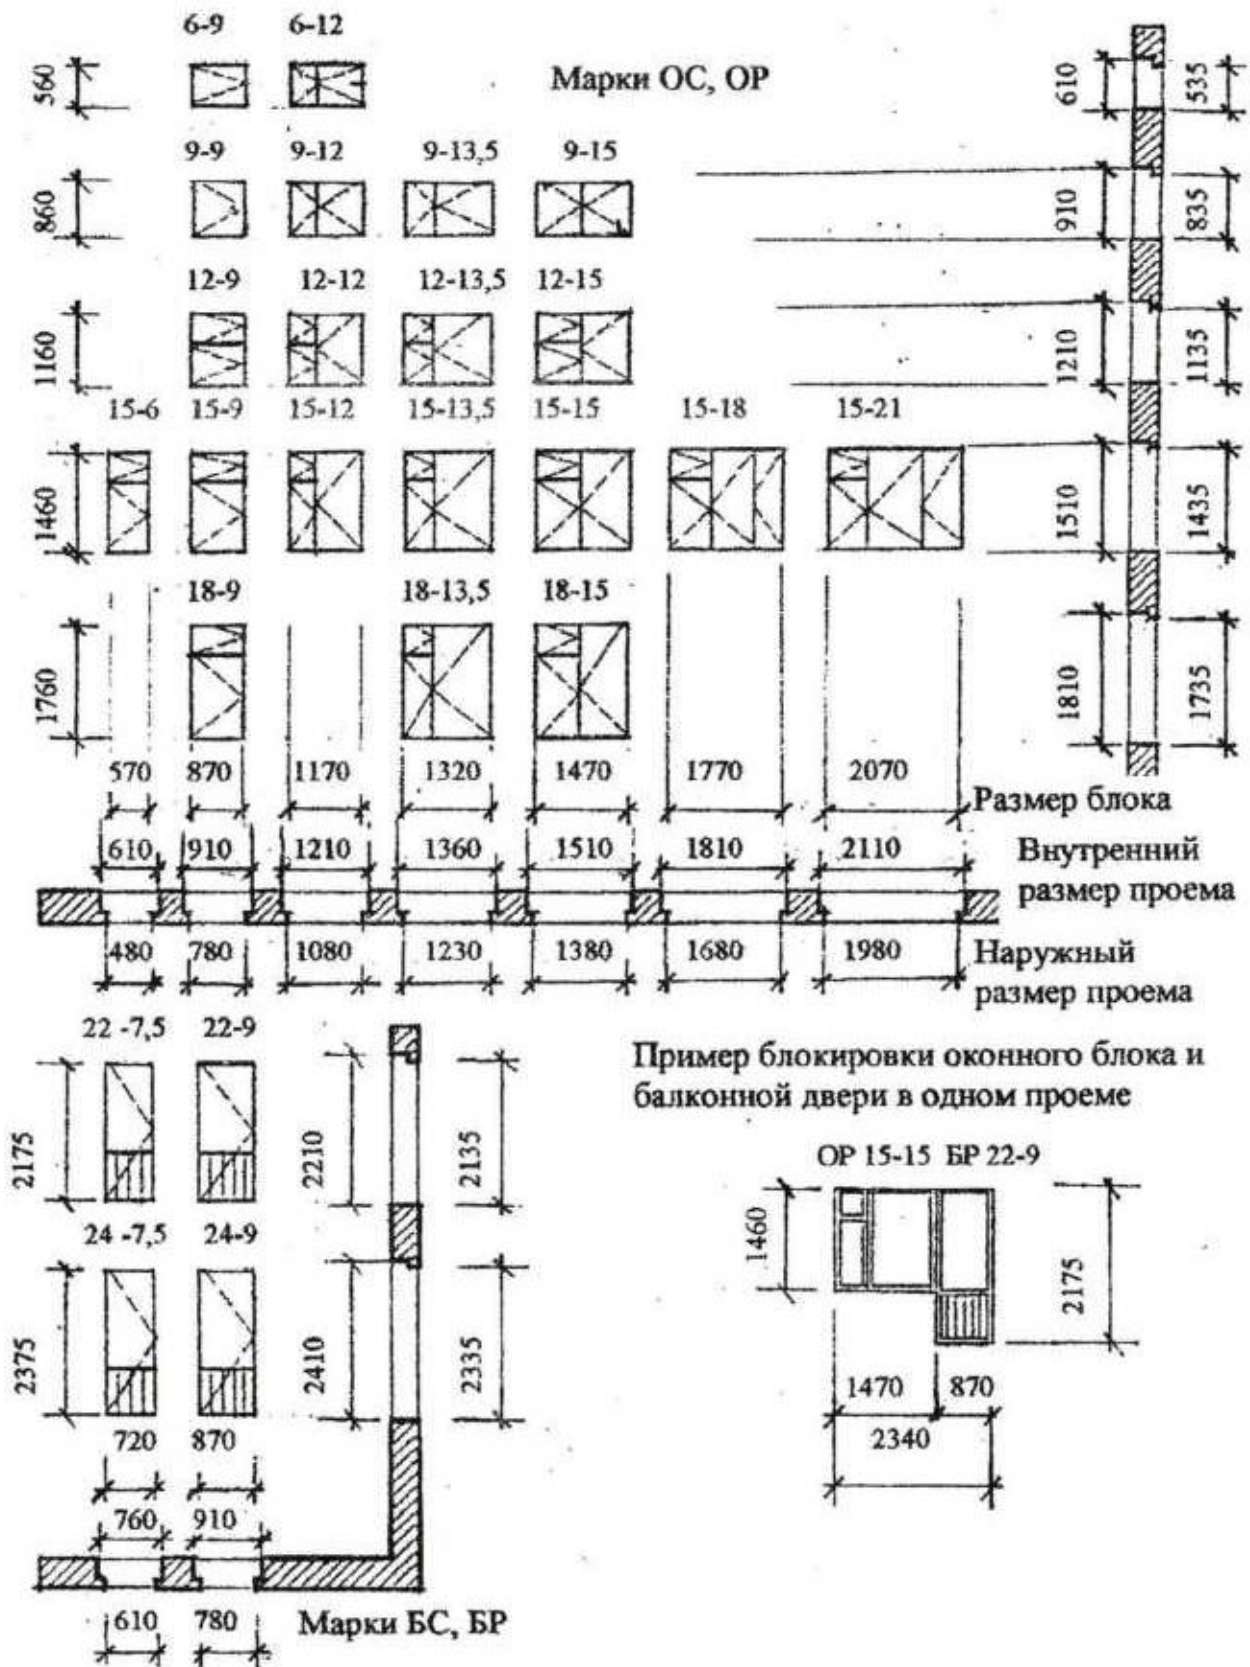 6-9 6-12
Марки ОС, ОР
560
610
535
9-9 9-12 9-13,5 9-15
860
910
835
12-9 12-12 12-13,5 12-15
1160
1210
1135
15-6 15-9 15-12 15-13,5 15-15 15-18 15-21
1460
1510
1435
18-9 18-13,5 18-15
1760
1810
1735
570 870 1170 1320 1470 1770 2070
Размер блока
610 910 1210 1360 1510 1810 2110
Внутренний
размер проема
480 780 1080 1230 1380 1680 1980
Наружный
размер проема
22 -7,5 22-9
2175
2210
2135
24 -7,5 24-9
2375
2410
2335
720 870
760 910
610 780
Марки БС, БР
Пример блокировки оконного блока и
балконной двери в одном проеме
ОР 15-15 БР 22-9
1460
2175
1470 870
2340